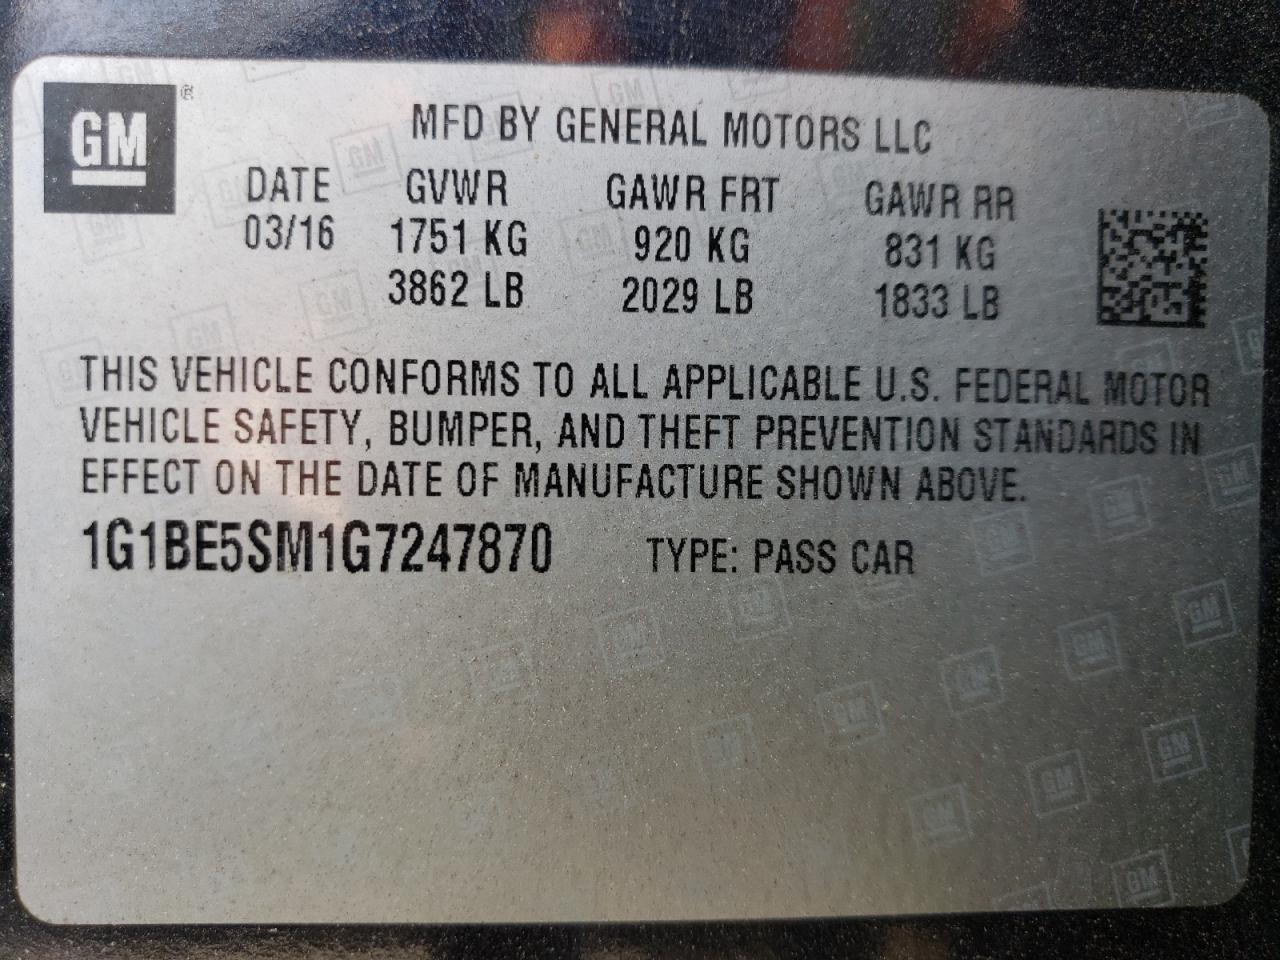 GM ®
MFD BY GENERAL MOTORS LLC
DATE GVWR GAWR FRT GAWR RR
03/16 1751 KG 920 KG 831 KG
3862 LB 2029 LB 1833 LB
THIS VEHICLE CONFORMS TO ALL APPLICABLE U.S. FEDERAL MOTOR
VEHICLE SAFETY, BUMPER, AND THEFT PREVENTION STANDARDS IN
EFFECT ON THE DATE OF MANUFACTURE SHOWN ABOVE.
1G1BE5SM1G7247870 TYPE: PASS CAR